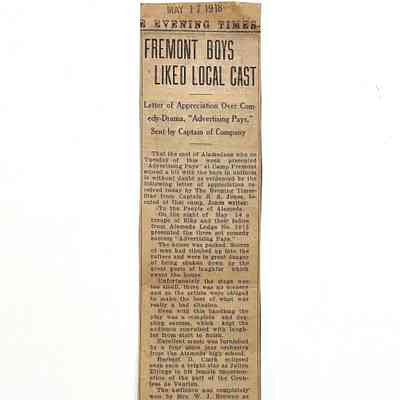 MAY 17 1918
E EVENING TIMES
FREMONT BOYS
LIKED LOCAL CAST
Letter of Appreciation Over Com-
edy-Drama, "Advertising Pays,"
Sent by Captain of Company
That the cast of Alamedans who on
Tuesday of this week presented
"Advertising Pays" at Camp Fremont
scored a hit with the boys in uniform
is without doubt as evidenced by the
following letter of appreciation re-
ceived today by The Evening Times-
Star from Captain R. S. Jones, lo-
cated at that camp. Jones writes:
"To the People of Alameda:
On the night of May 14 a
troupe of Elks and their ladies
from Alameda Lodge No. 1015
presented the three act comedy
success "Advertising Pays."
The house was packed. Scores
of men had climbed up into the
rafters and were in great danger
of being shaken down by the
great gusts of laughter which
swept the house.
Unfortunately the stage was
too small, there was no scenery
and so the artists were obliged
to make the best of what was
really a bad situation.
Even with this handicap the
play was a complete and
success, which kept the
audience convulsed with laugh-
ter from start to finish.
Excellent music was furnished
by a four piece jazz orchestra
from the Alameda high school.
Herbert D. Clark eclipsed
even such a bright star as Julian
Eltinge in his female impersona-
tion of the part of the Coun-
tess de Beurien.
The audience was completely
won by Mrs. W. J. Browne as